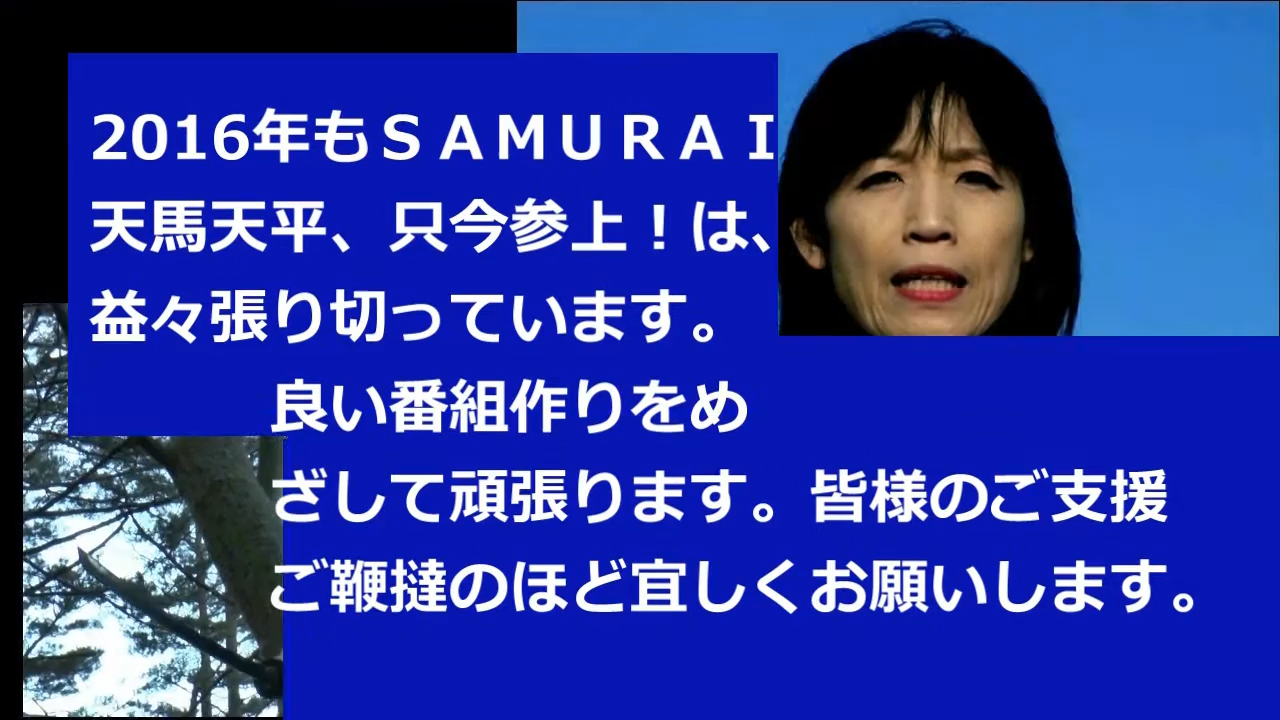 2016年もＳＡＭＵＲＡＩ
天馬天平、只今参上！は、
益々張り切っています。
良い番組作りをめ
ざして頑張ります。皆様のご支援
ご鞭撻のほど宜しくお願いします。